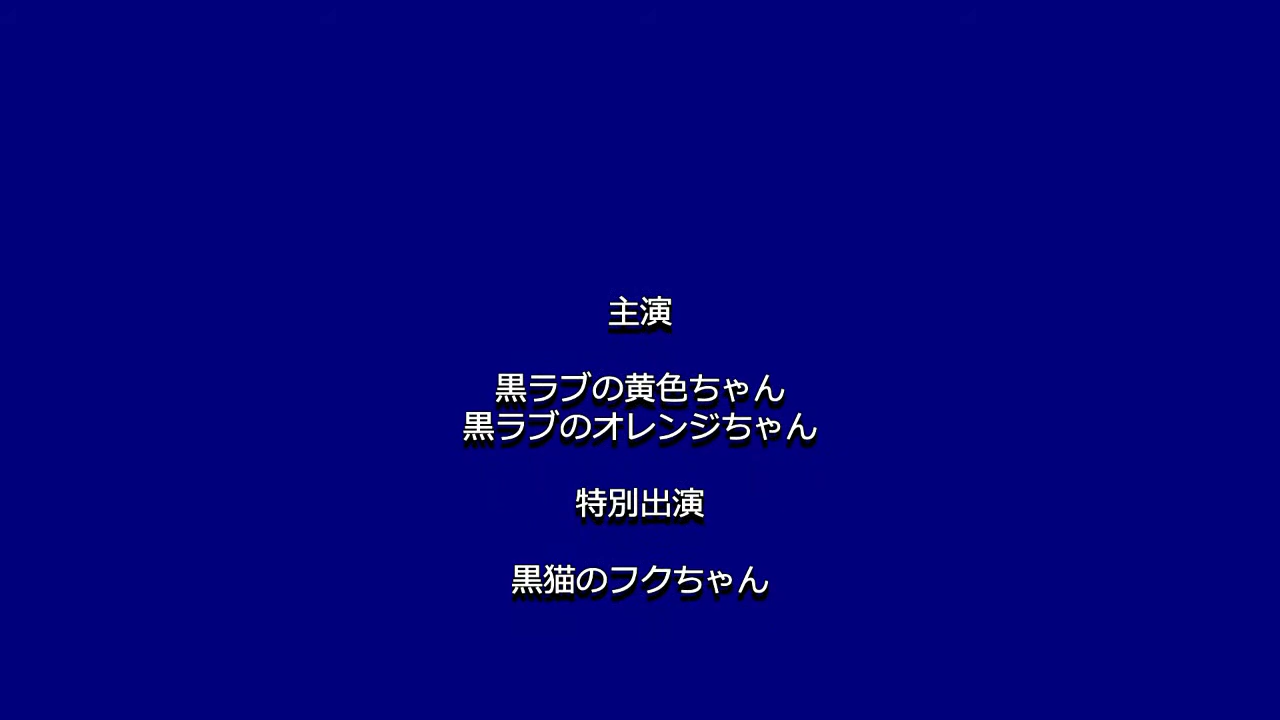 主演
黒ラブの黄色ちゃん
黒ラブのオレンジちゃん
特別出演
黒猫のフクちゃん